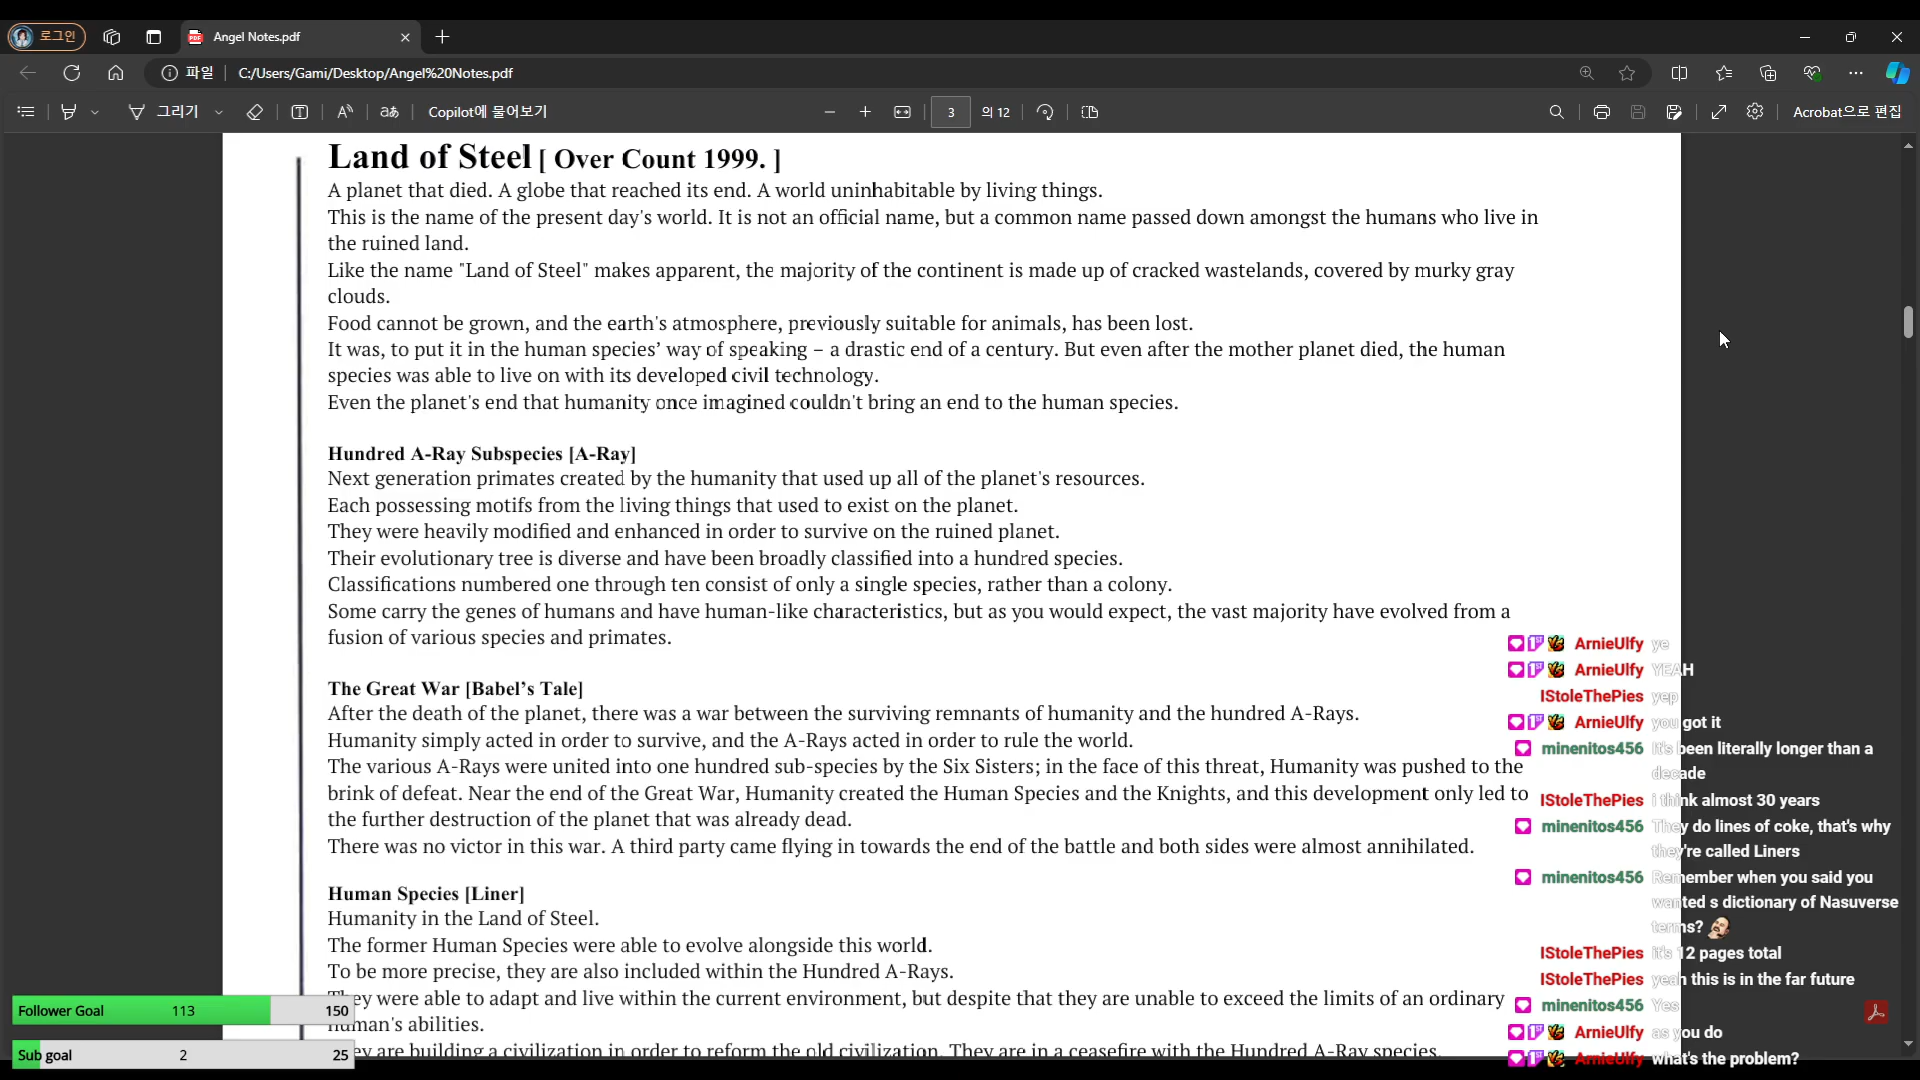 로그인
Angel Notes.pdf
파일
C:/Users/Gami/Desktop/Angel%20Notes.pdf
그리기
Copilot에 물어보기
3
의 12
Acrobat으로 편집
Land of Steel [ Over Count 1999. ]
A planet that died. A globe that reached its end. A world uninhabitable by living things.
This is the name of the present day's world. It is not an official name, but a common name passed down amongst the humans who live in
the ruined land.
Like the name "Land of Steel" makes apparent, the majority of the continent is made up of cracked wastelands, covered by murky gray
clouds.
Food cannot be grown, and the earth's atmosphere, previously suitable for animals, has been lost.
It was, to put it in the human species’ way of speaking – a drastic end of a century. But even after the mother planet died, the human
species was able to live on with its developed civil technology.
Even the planet's end that humanity once imagined couldn't bring an end to the human species.
Hundred A-Ray Subspecies [A-Ray]
Next generation primates created by the humanity that used up all of the planet's resources.
Each possessing motifs from the living things that used to exist on the planet.
They were heavily modified and enhanced in order to survive on the ruined planet.
Their evolutionary tree is diverse and have been broadly classified into a hundred species.
Classifications numbered one through ten consist of only a single species, rather than a colony.
Some carry the genes of humans and have human-like characteristics, but as you would expect, the vast majority have evolved from a
fusion of various species and primates.
The Great War [Babel’s Tale]
After the death of the planet, there was a war between the surviving remnants of humanity and the hundred A-Rays.
Humanity simply acted in order to survive, and the A-Rays acted in order to rule the world.
The various A-Rays were united into one hundred sub-species by the Six Sisters; in the face of this threat, Humanity was pushed to the
brink of defeat. Near the end of the Great War, Humanity created the Human Species and the Knights, and this development only led to
the further destruction of the planet that was already dead.
There was no victor in this war. A third party came flying in towards the end of the battle and both sides were almost annihilated.
Human Species [Liner]
Humanity in the Land of Steel.
The former Human Species were able to evolve alongside this world.
To be more precise, they are also included within the Hundred A-Rays.
They were able to adapt and live within the current environment, but despite that they are unable to exceed the limits of an ordinary
human's abilities.
They are building a civilization in order to reform the old civilization. They are in a ceasefire with the Hundred A-Ray species.
ArnieUlfy ye
ArnieUlfy YEAH
IStoleThePies yep
ArnieUlfy you got it
minenitos456 It's been literally longer than a
decade
IStoleThePies i think almost 30 years
minenitos456 They do lines of coke, that's why
they're called Liners
minenitos456 Remember when you said you
wanted s dictionary of Nasuverse
terms?
IStoleThePies it's 12 pages total
IStoleThePies yeah this is in the far future
minenitos456 Yes
ArnieUlfy as you do
ArnieUlfy what's the problem?
Follower Goal 113 150
Sub goal 2 25